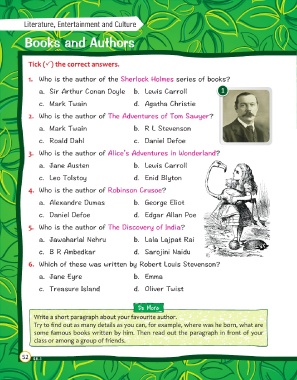 Literature, Entertainment and Culture
Books and Authors
Tick (✓) the correct answers.
1. Who is the author of the Sherlock Holmes series of books?
a. Sir Arthur Conan Doyle b. Lewis Carroll
1
c. Mark Twain d. Agatha Christie
2. Who is the author of The Adventures of Tom Sawyer?
a. Mark Twain b. R L Stevenson
c. Roald Dahl c. Daniel Defoe
3. Who is the author of Alice's Adventures in Wonderland?
a. Jane Austen b. Lewis Carroll
c. Leo Tolstoy d. Enid Blyton
4. Who is the author of Robinson Crusoe?
a. Alexandre Dumas b. George Eliot
c. Daniel Defoe d. Edgar Allan Poe
5. Who is the author of The Discovery of India?
a. Jawaharlal Nehru b. Lala Lajpat Rai
c. B R Ambedkar d. Sarojini Naidu
6. Which of these was written by Robert Louis Stevenson?
a. Jane Eyre b. Emma
c. Treasure Island d. Oliver Twist
Do More
Write a short paragraph about your favourite author.
Try to find out as many details as you can, for example, where was he born, what are
some famous books written by him. Then read out the paragraph in front of your
class or among a group of friends.
52